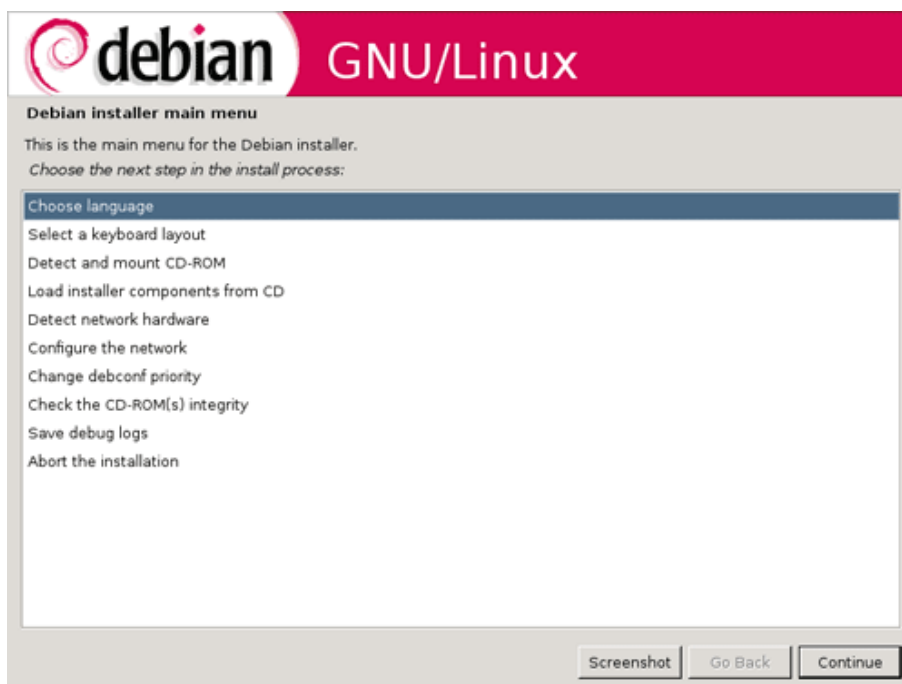 debian GNU/Linux
Debian installer main menu
This is the main menu for the Debian installer.
Choose the next step in the install process:
Choose language
Select a keyboard layout
Detect and mount CD-ROM
Load installer components from CD
Detect network hardware
Configure the network
Change debconf priority
Check the CD-ROM(s) integrity
Save debug logs
Abort the installation
Screenshot Go Back Continue